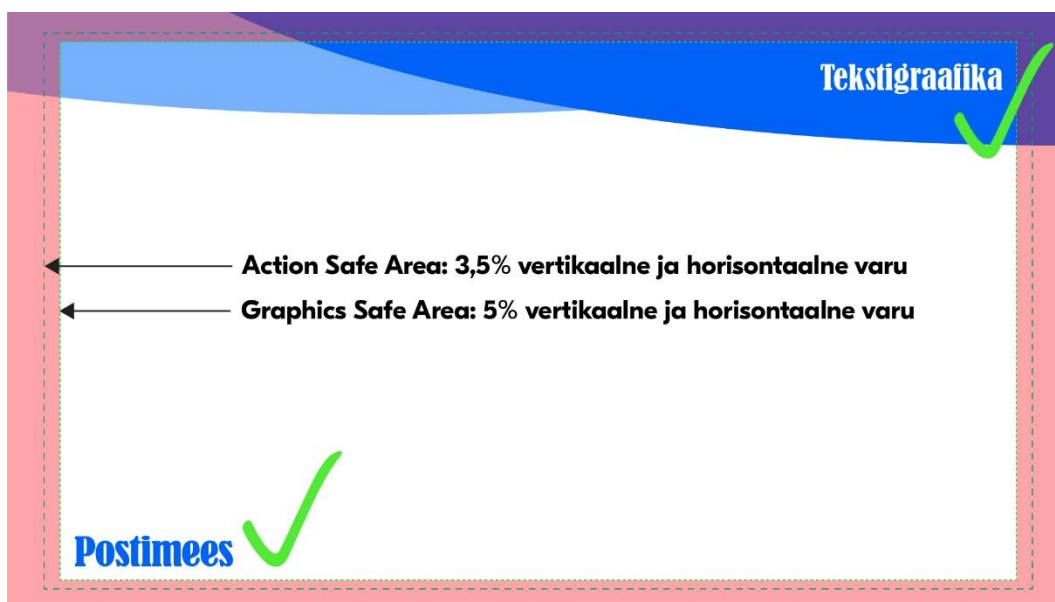 Tekstigraafika
Action Safe Area: 3,5% vertikaalne ja horisontaalne varu
Graphics Safe Area: 5% vertikaalne ja horisontaalne varu
Postimees